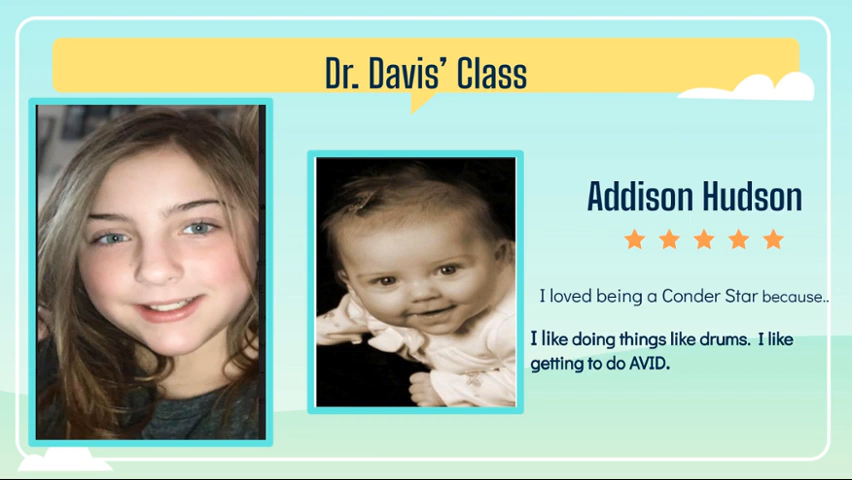 Dr. Davis’ Class
Addison Hudson
I loved being a Conder Star because..
I like doing things like drums. I like
getting to do AVID.